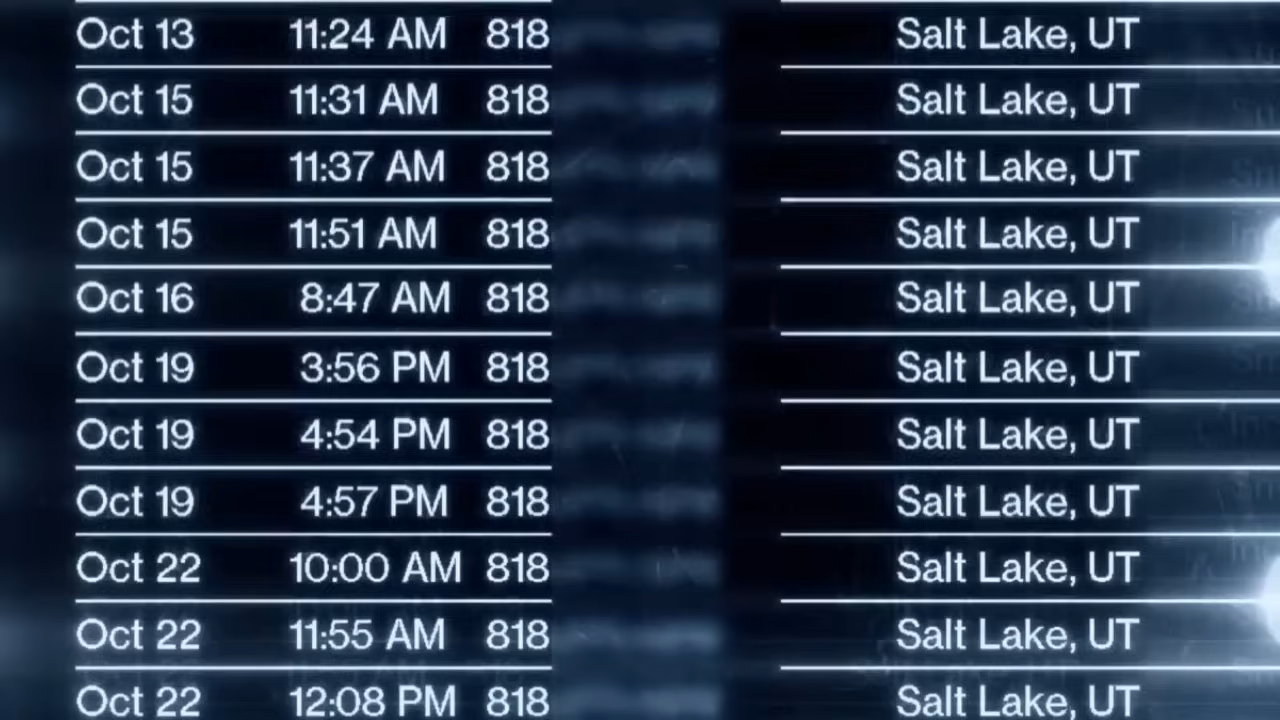 Oct 13 11:24 AM 818 Salt Lake, UT
Oct 15 11:31 AM 818 Salt Lake, UT
Oct 15 11:37 AM 818 Salt Lake, UT
Oct 15 11:51 AM 818 Salt Lake, UT
Oct 16 8:47 AM 818 Salt Lake, UT
Oct 19 3:56 PM 818 Salt Lake, UT
Oct 19 4:54 PM 818 Salt Lake, UT
Oct 19 4:57 PM 818 Salt Lake, UT
Oct 22 10:00 AM 818 Salt Lake, UT
Oct 22 11:55 AM 818 Salt Lake, UT
Oct 22 12:08 PM 818 Salt Lake, UT